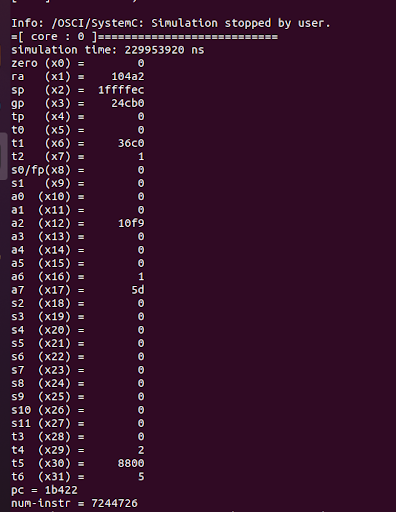 Info: /OSCI/SystemC: Simulation stopped by user.
=[ core : 0 ]===========================
simulation time: 229953920 ns
zero (x0) =        0
ra   (x1) =    104a2
sp   (x2) =  1ffffec
gp   (x3) =    24cb0
tp   (x4) =        0
t0   (x5) =        0
t1   (x6) =     36c0
t2   (x7) =        1
s0/fp(x8) =        0
s1   (x9) =        0
a0  (x10) =        0
a1  (x11) =        0
a2  (x12) =     10f9
a3  (x13) =        0
a4  (x14) =        0
a5  (x15) =        0
a6  (x16) =        1
a7  (x17) =       5d
s2  (x18) =        0
s3  (x19) =        0
s4  (x20) =        0
s5  (x21) =        0
s6  (x22) =        0
s7  (x23) =        0
s8  (x24) =        0
s9  (x25) =        0
s10 (x26) =        0
s11 (x27) =        0
t3  (x28) =        0
t4  (x29) =        2
t5  (x30) =     8800
t6  (x31) =        5
pc = 1b422
num-instr = 7244726